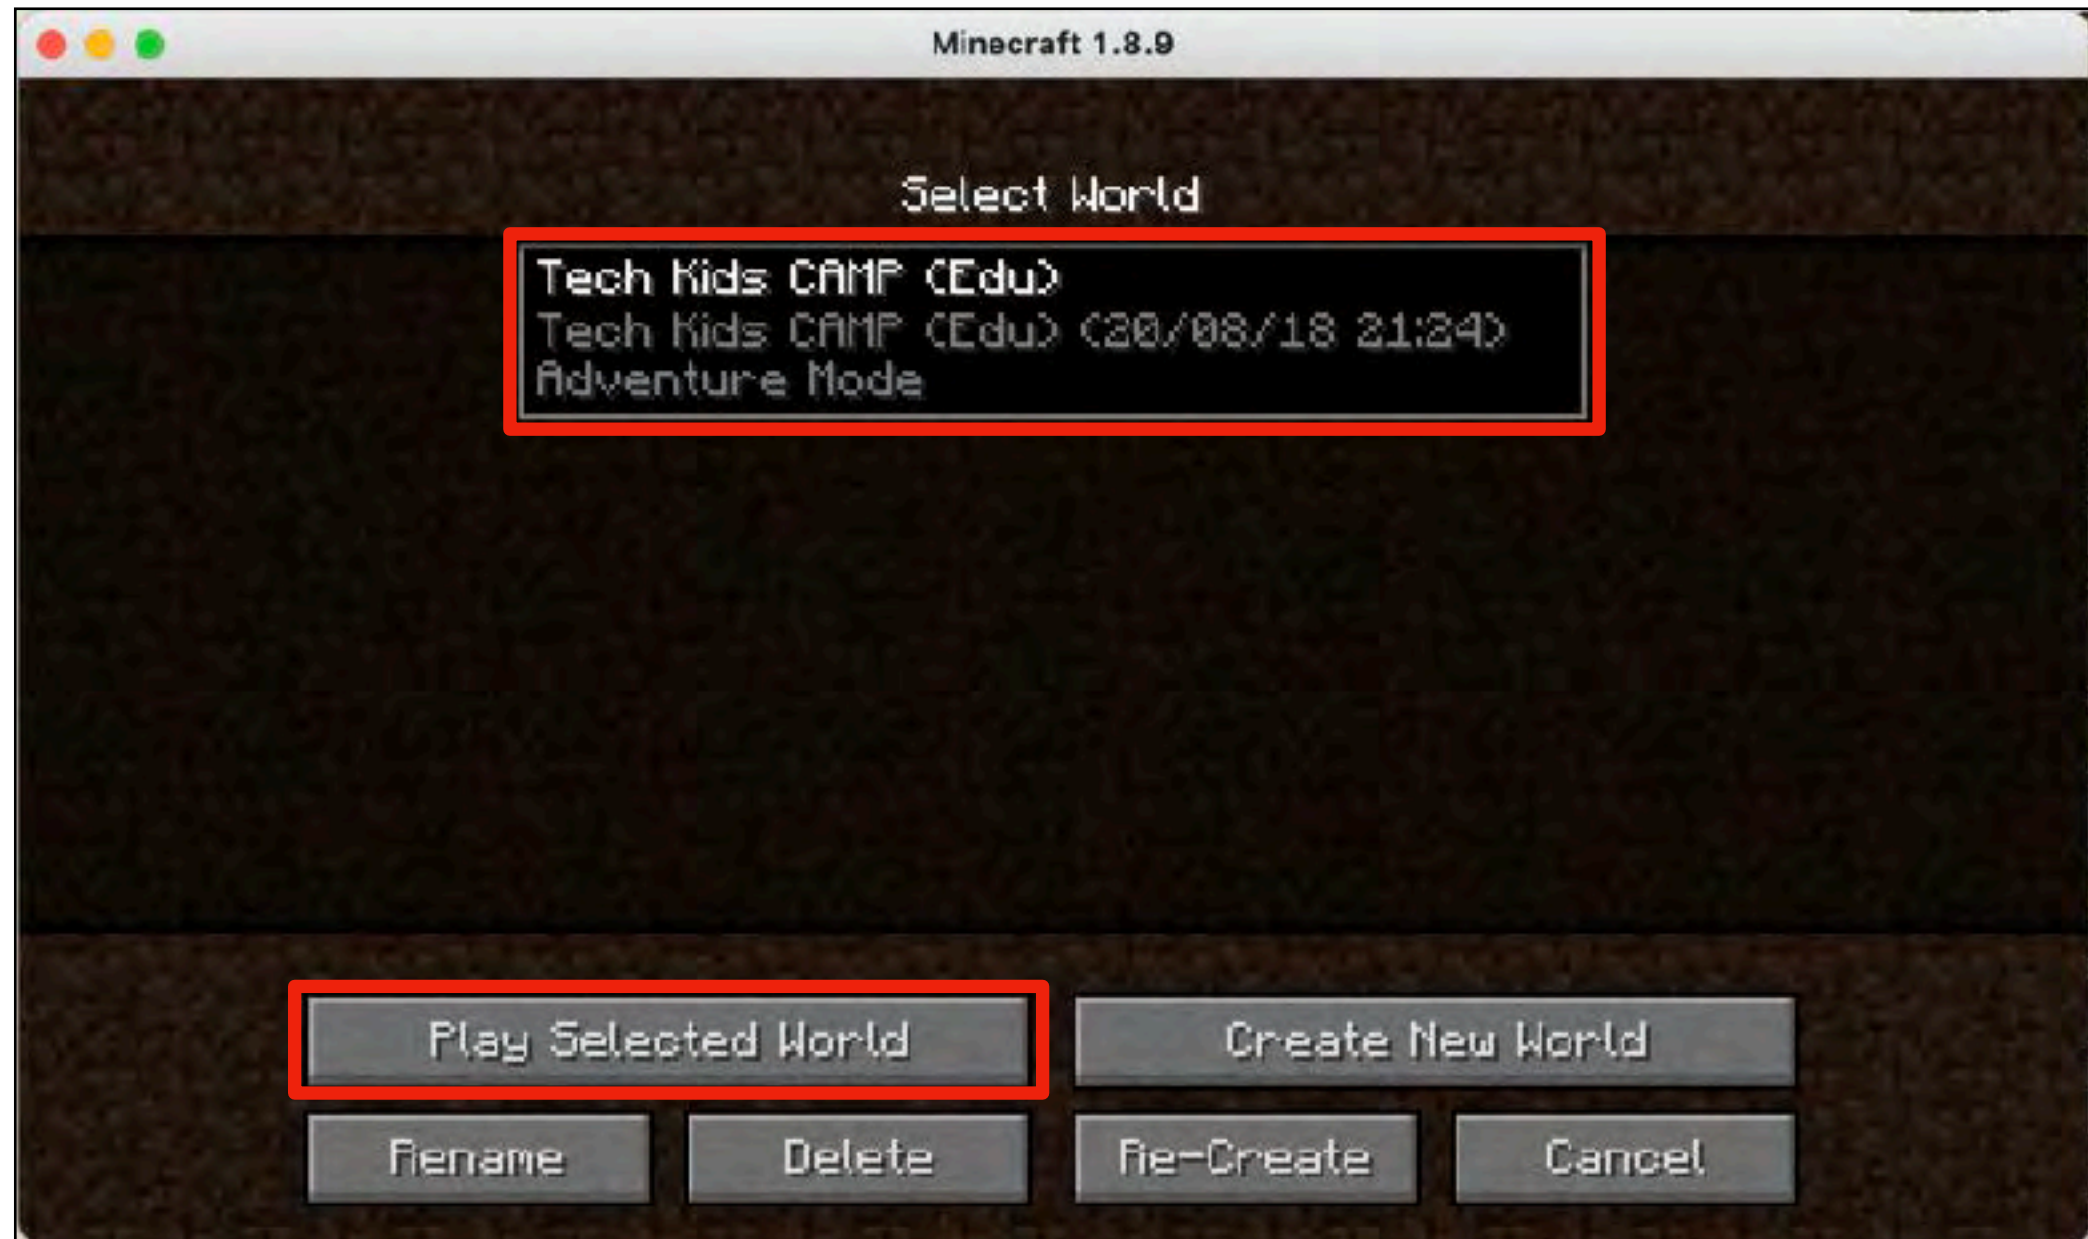 Minecraft 1.8.9
Select World
Tech Kids CAMP (Edu)
Tech Kids CAMP (Edu) (20/08/18 21:24)
Adventure Mode
Play Selected World
Create New World
Rename
Delete
Re-Create
Cancel